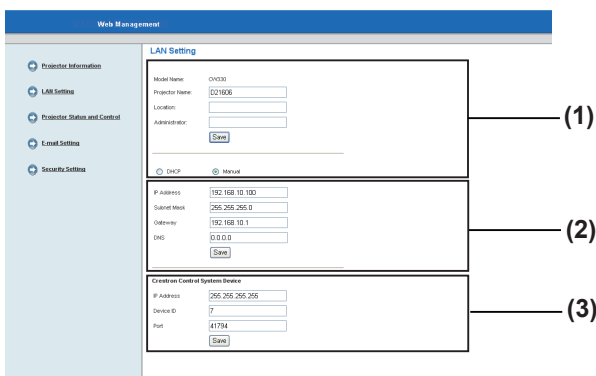 Web Management
LAN Setting
Projector Information
LAN Setting
Projector Status and Control
E-mail Setting
Security Setting
Model Name: OW330
Projector Name: D21606
Location:
Administrator:
Save
DHCP Manual
(1)
IP Address 192.168.10.100
Subnet Mask 255.255.255.0
Gateway 192.168.10.1
DNS 0.0.0.0
Save
(2)
Crestron Control System Device
IP Address 255.255.255.255
Device ID 7
Port 41794
Save
(3)